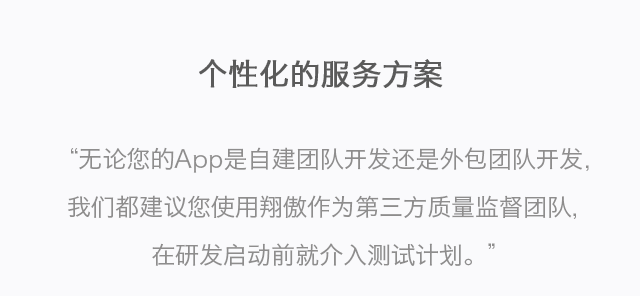 个性化的服务方案
“无论您的App是自建团队开发还是外包团队开发,
我们都建议您使用翔傲作为第三方质量监督团队,
在研发启动前就介入测试计划。”